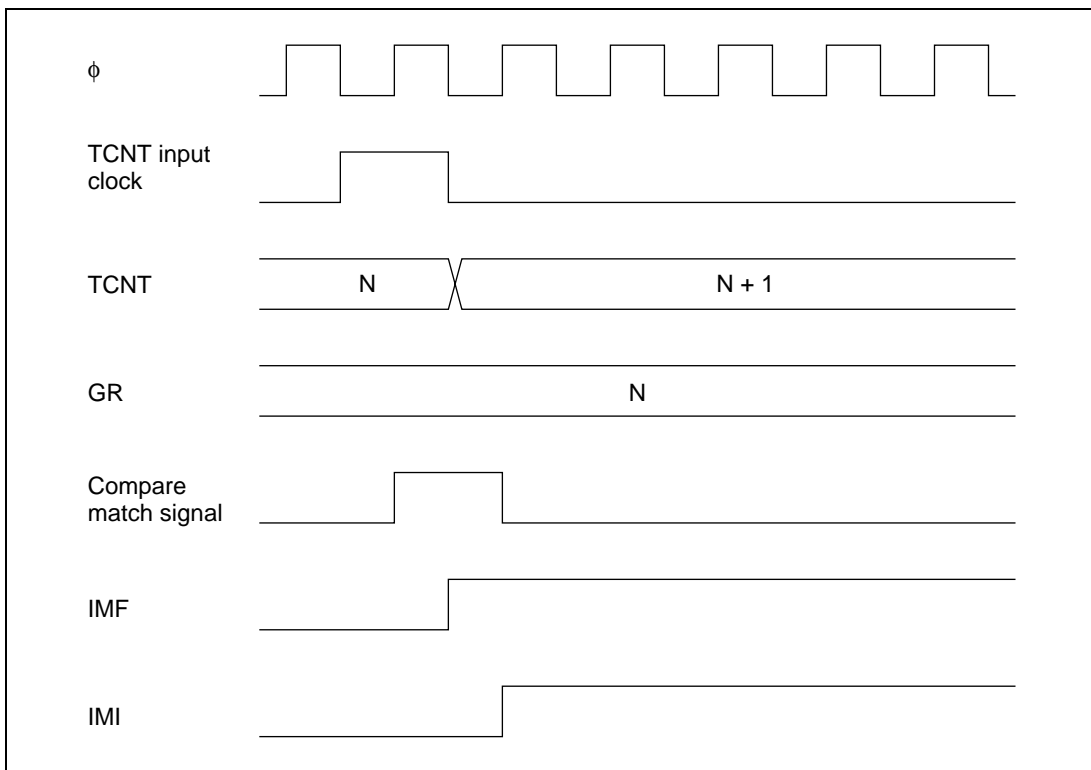 ϕ
TCNT input
clock
TCNT
N
N + 1
GR
N
Compare
match signal
IMF
IMI